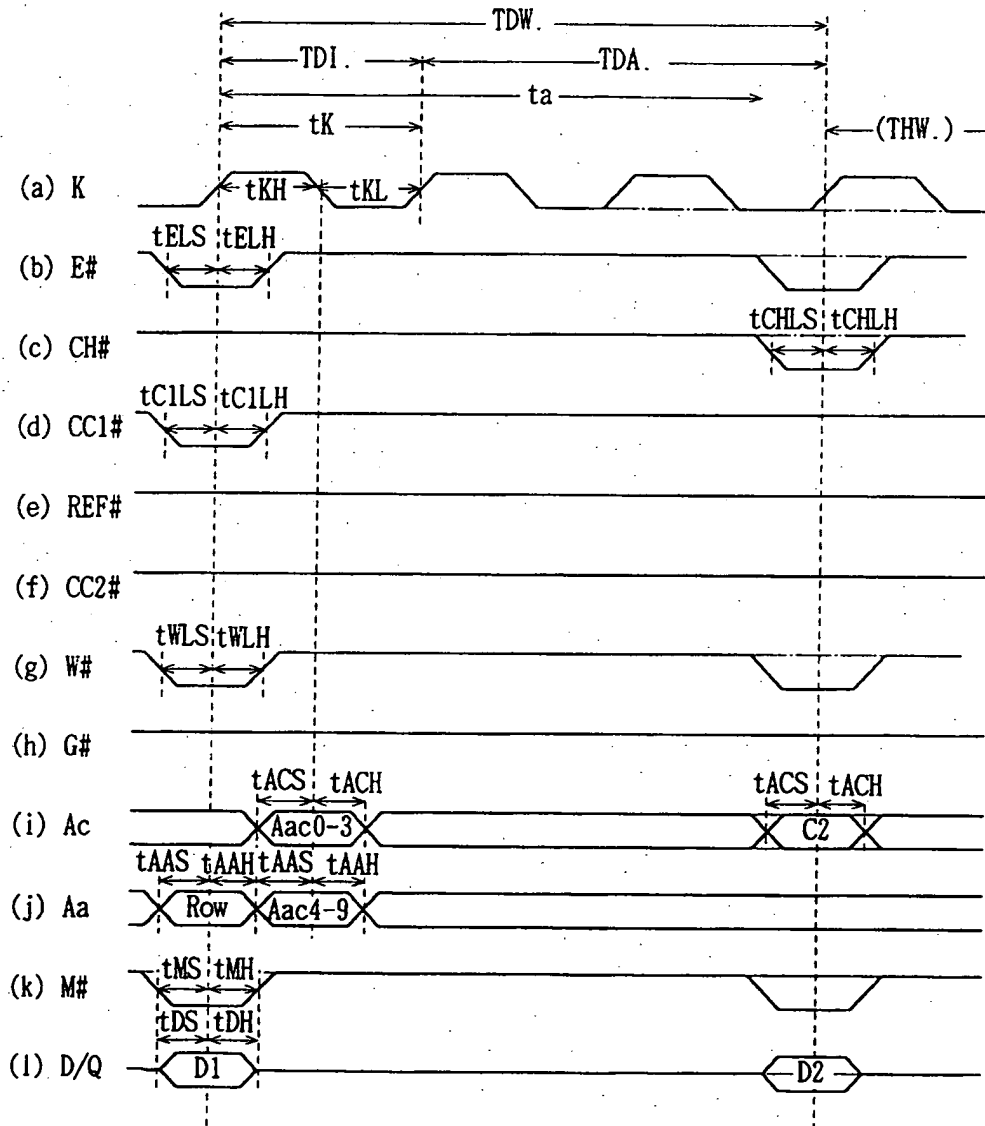 TDW.
TDI. TDA.
ta
tK (THW.)
(a) K tKH tKL
tELS tELH
(b) E#
tCHLS tCHLH
(c) CH#
tC1LS tC1LH
(d) CC1#
(e) REF#
(f) CC2#
tWLS tWLH
(g) W#
(h) G#
tACS tACH tACS tACH
(i) Ac Aac0-3 C2
tAAS tAAH tAAS tAAH
(j) Aa Row Aac4-9
tMS tMH
(k) M#
tDS tDH
(l) D/Q D1 D2